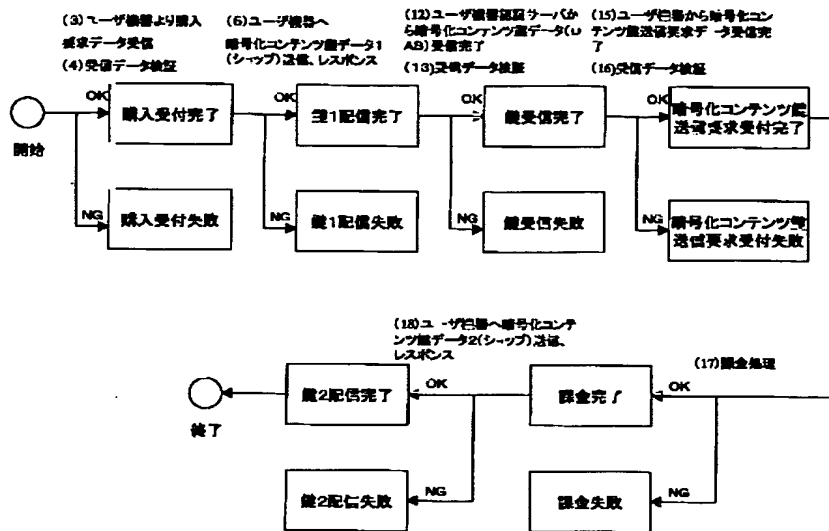 (3)ユーザ機器より購入
要求データ受信
(4)受信データ検証
(6)ユーザ機器へ
暗号化コンテンツ鍵データ1
(ショップ)送信、レスポンス
(12)ユーザ機器認証サーバか
ら暗号化コンテンツ鍵データ(DAS)受信完了
(13)受信データ検証
(15)ユーザ機器から暗号化コン
テンツ鍵送信要求データ受信完
了
(16)受信データ検証
開始
OK
購入受付完了
OK
鍵1配信完了
OK
鍵受信完了
OK
暗号化コンテンツ鍵
送信要求受付完了
NG
購入受付失敗
NG
鍵1配信失敗
NG
鍵受信失敗
NG
暗号化コンテンツ鍵
送信要求受付失敗
(18)ユーザ機器へ暗号化コンテ
ンツ鍵データ2(ショップ)送信、
レスポンス
(17)課金処理
終了
鍵2配信完了
OK
課金完了
OK
鍵2配信失敗
NG
課金失敗
NG